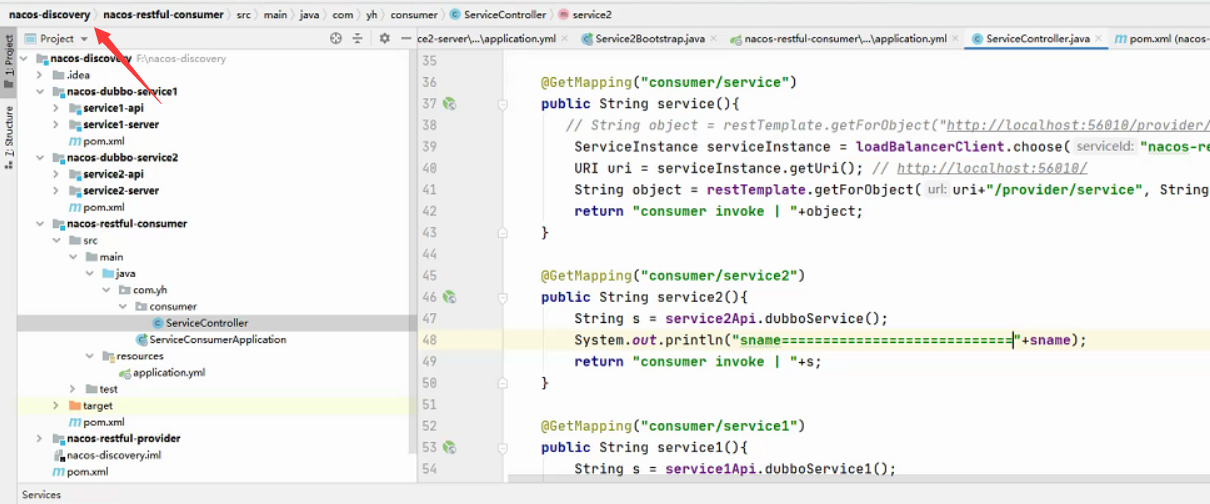 nacos-discovery nacos-restful-consumer src main java com yh consumer ServiceController service2
Project
ce2-server\...\application.yml Service2Bootstrap.java nacos-restful-consumer\...\application.yml ServiceController.java pom.xml (nacos-
1: Project
Z: Structure
nacos-discovery F:\nacos-discovery
.idea
nacos-dubbo-service1
service1-api
service1-server
pom.xml
nacos-dubbo-service2
service2-api
service2-server
pom.xml
nacos-restful-consumer
src
main
java
com.yh
consumer
ServiceController
ServiceConsumerApplication
resources
application.yml
test
target
pom.xml
nacos-restful-provider
nacos-discovery.iml
pom.xml
35
36 @GetMapping("consumer/service")
37 public String service(){
38 // String object = restTemplate.getForObject("http://localhost:56010/provider/
39 ServiceInstance serviceInstance = loadBalancerClient.choose( serviceId: "nacos-re
40 URI uri = serviceInstance.getUri(); // http://localhost:56010/
41 String object = restTemplate.getForObject( url: uri+"/provider/service", String
42 return "consumer invoke | "+object;
43 }
44
45 @GetMapping("consumer/service2")
46 public String service2(){
47 String s = service2Api.dubboService();
48 System.out.println("sname============================"+sname);
49 return "consumer invoke | "+s;
50 }
51
52 @GetMapping("consumer/service1")
53 public String service1(){
54 String s = service1Api.dubboService1();
Services